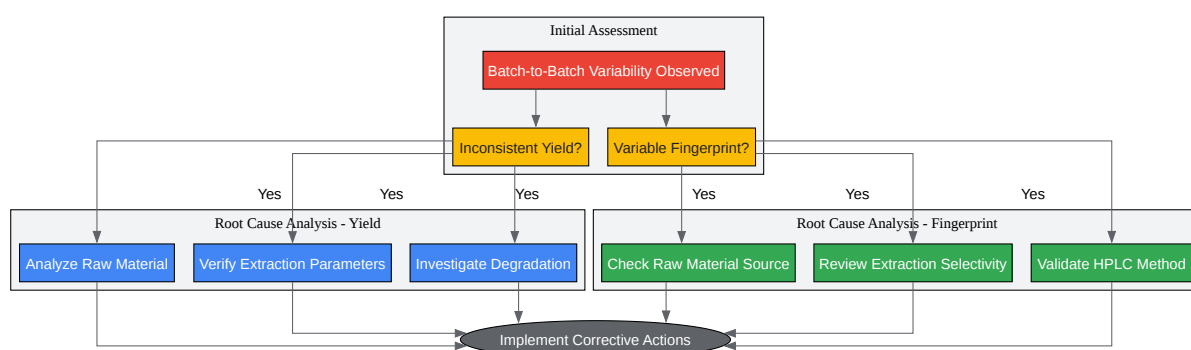 Initial Assessment
Batch-to-Batch Variability Observed
Inconsistent Yield?
Variable Fingerprint?
Yes
Yes
Yes
Yes
Yes
Yes
Root Cause Analysis - Yield
Root Cause Analysis - Fingerprint
Analyze Raw Material
Verify Extraction Parameters
Investigate Degradation
Check Raw Material Source
Review Extraction Selectivity
Validate HPLC Method
Implement Corrective Actions